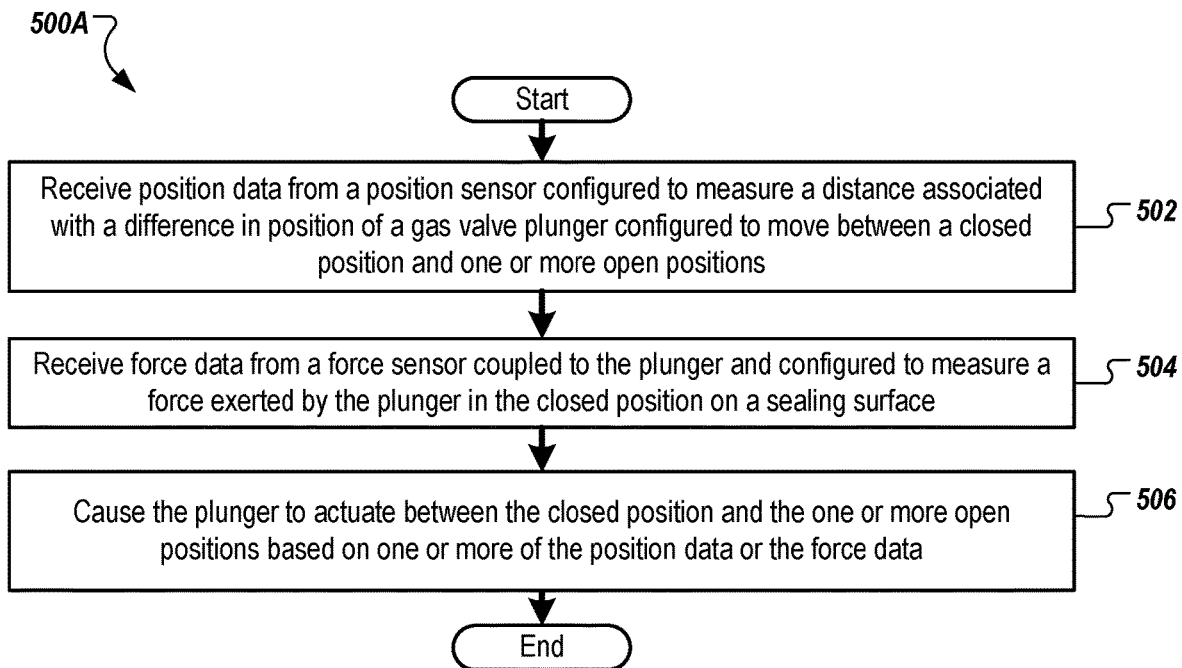 500A
Start
Receive position data from a position sensor configured to measure a distance associated
with a difference in position of a gas valve plunger configured to move between a closed
position and one or more open positions
502
Receive force data from a force sensor coupled to the plunger and configured to measure a
force exerted by the plunger in the closed position on a sealing surface
504
Cause the plunger to actuate between the closed position and the one or more open
positions based on one or more of the position data or the force data
506
End